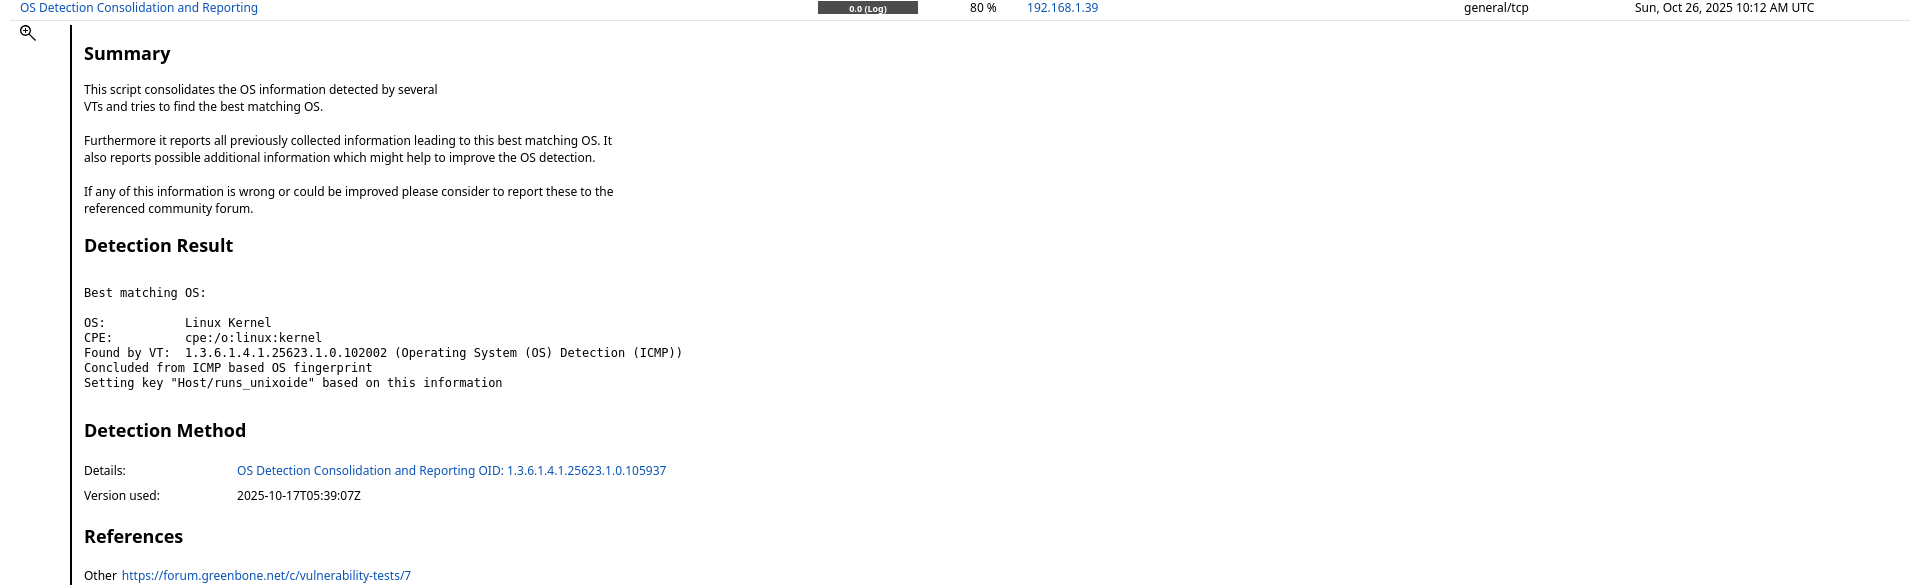 OS Detection Consolidation and Reporting 0.0 (Log) 80 % 192.168.1.39 general/tcp Sun, Oct 26, 2025 10:12 AM UTC
Summary
This script consolidates the OS information detected by several
VTs and tries to find the best matching OS.
Furthermore it reports all previously collected information leading to this best matching OS. It
also reports possible additional information which might help to improve the OS detection.
If any of this information is wrong or could be improved please consider to report these to the
referenced community forum.
Detection Result
Best matching OS:
OS: Linux Kernel
CPE: cpe:/o:linux:kernel
Found by VT: 1.3.6.1.4.1.25623.1.0.102002 (Operating System (OS) Detection (ICMP))
Concluded from ICMP based OS fingerprint
Setting key "Host/runs_unixoide" based on this information
Detection Method
Details: OS Detection Consolidation and Reporting OID: 1.3.6.1.4.1.25623.1.0.105937
Version used: 2025-10-17T05:39:07Z
References
Other https://forum.greenbone.net/c/vulnerability-tests/7